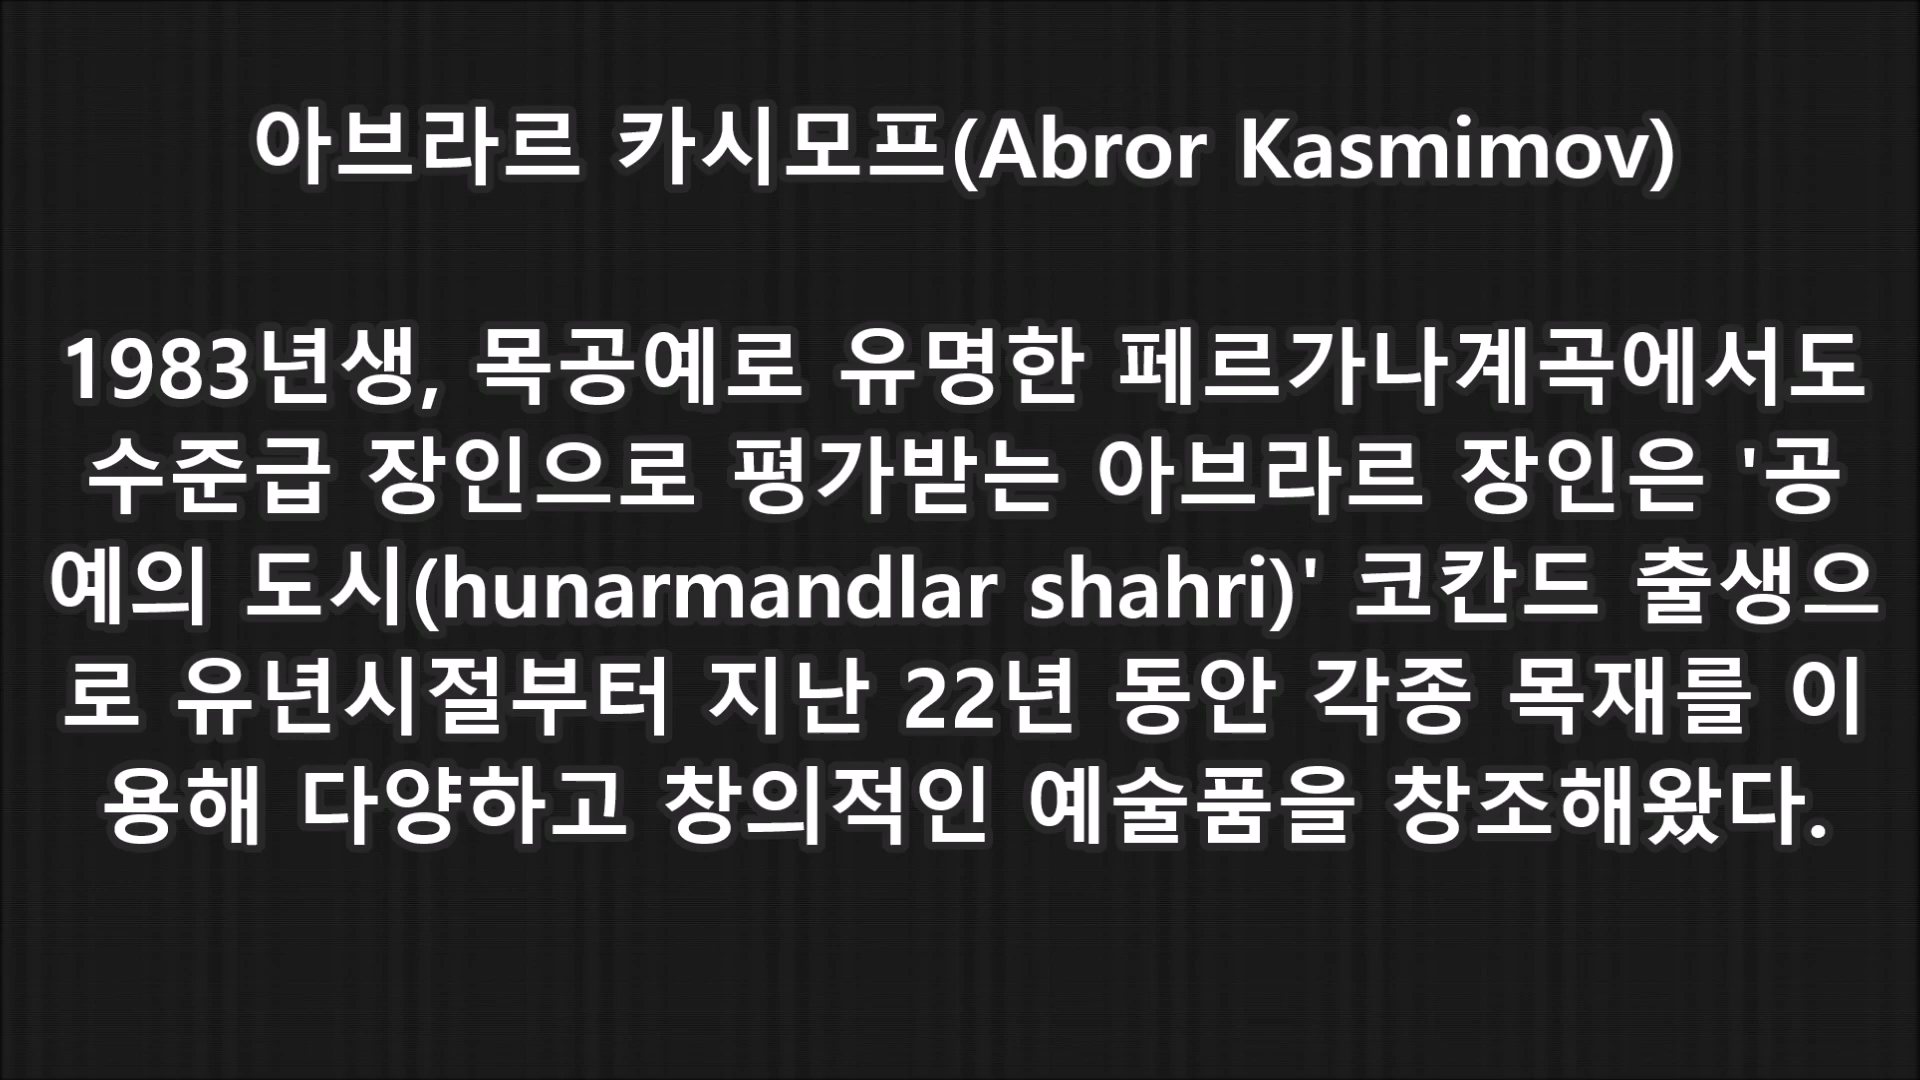 아브라르 카시모프(Abror Kasmimov)
1983년생, 목공예로 유명한 페르가나계곡에서도
수준급 장인으로 평가받는 아브라르 장인은 '공
예의 도시(hunarmandlar shahri)' 코칸드 출생으
로 유년시절부터 지난 22년 동안 각종 목재를 이
용해 다양하고 창의적인 예술품을 창조해왔다.